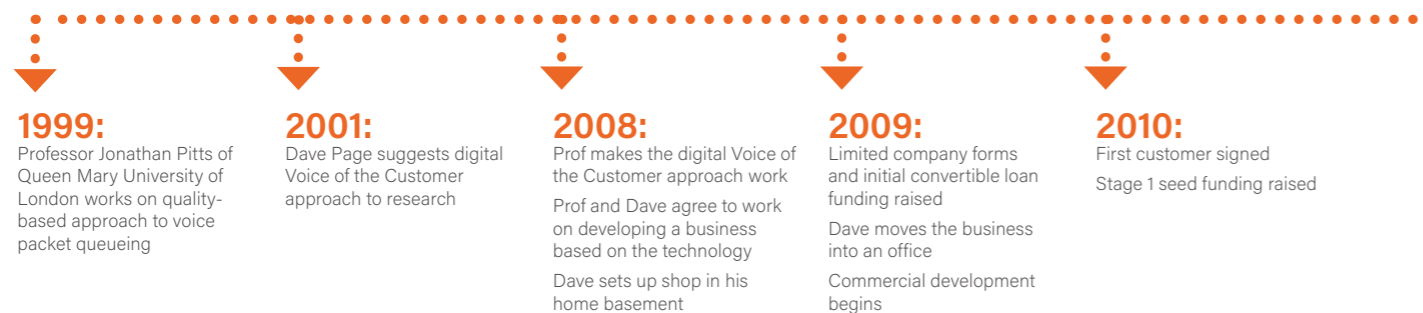 1999:
Professor Jonathan Pitts of
Queen Mary University of
London works on quality-
based approach to voice
packet queueing
2001:
Dave Page suggests digital
Voice of the Customer
approach to research
2008:
Prof makes the digital Voice of
the Customer approach work
Prof and Dave agree to work
on developing a business
based on the technology
Dave sets up shop in his
home basement
2009:
Limited company forms
and initial convertible loan
funding raised
Dave moves the business
into an office
Commercial development
begins
2010:
First customer signed
Stage 1 seed funding raised